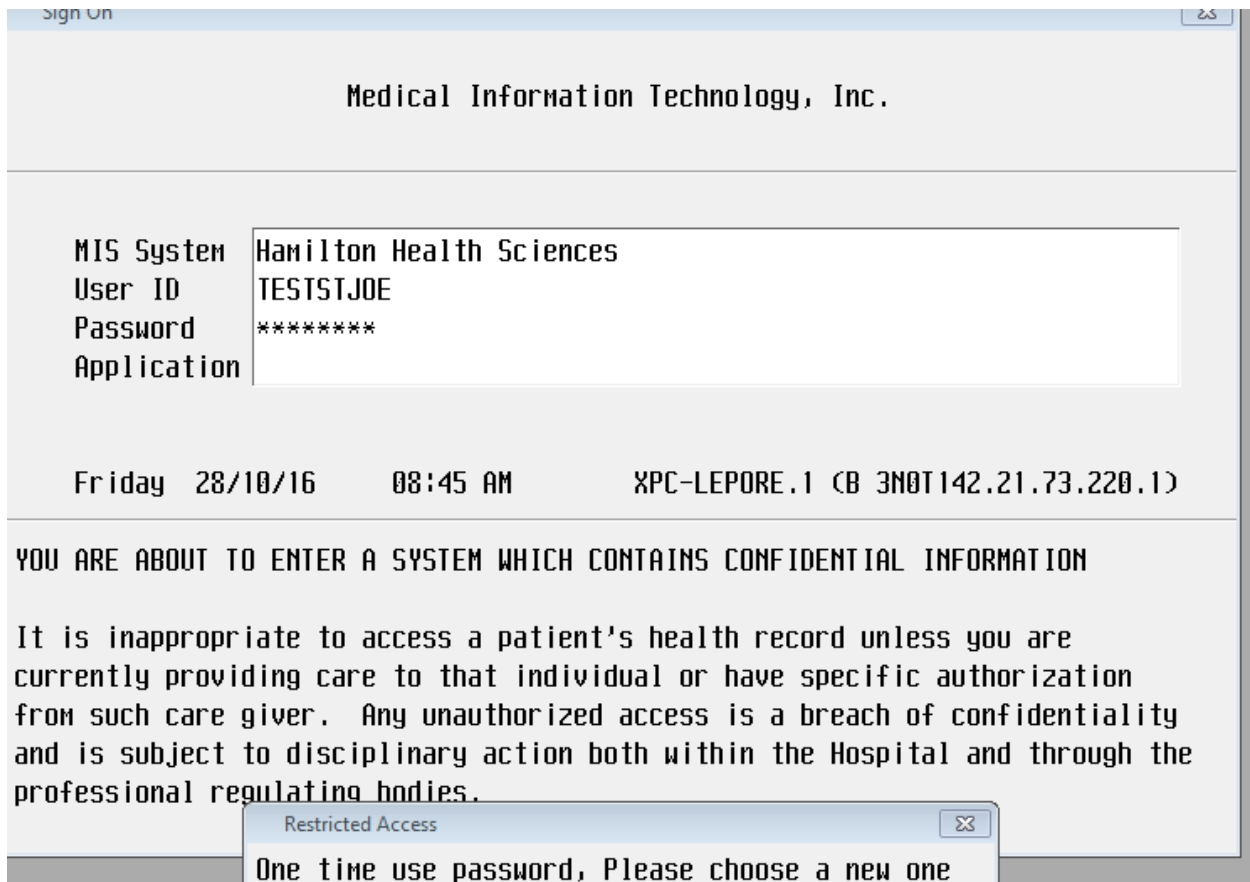 Sign On
Medical Information Technology, Inc.
MIS System Hamilton Health Sciences
User ID TESTSTJOE
Password ********
Application
Friday 28/10/16 08:45 AM XPC-LEPORE.1 (B 3N0T142.21.73.220.1)
YOU ARE ABOUT TO ENTER A SYSTEM WHICH CONTAINS CONFIDENTIAL INFORMATION
It is inappropriate to access a patient's health record unless you are
currently providing care to that individual or have specific authorization
from such care giver. Any unauthorized access is a breach of confidentiality
and is subject to disciplinary action both within the Hospital and through the
professional regulating bodies.
Restricted Access
One time use password, Please choose a new one